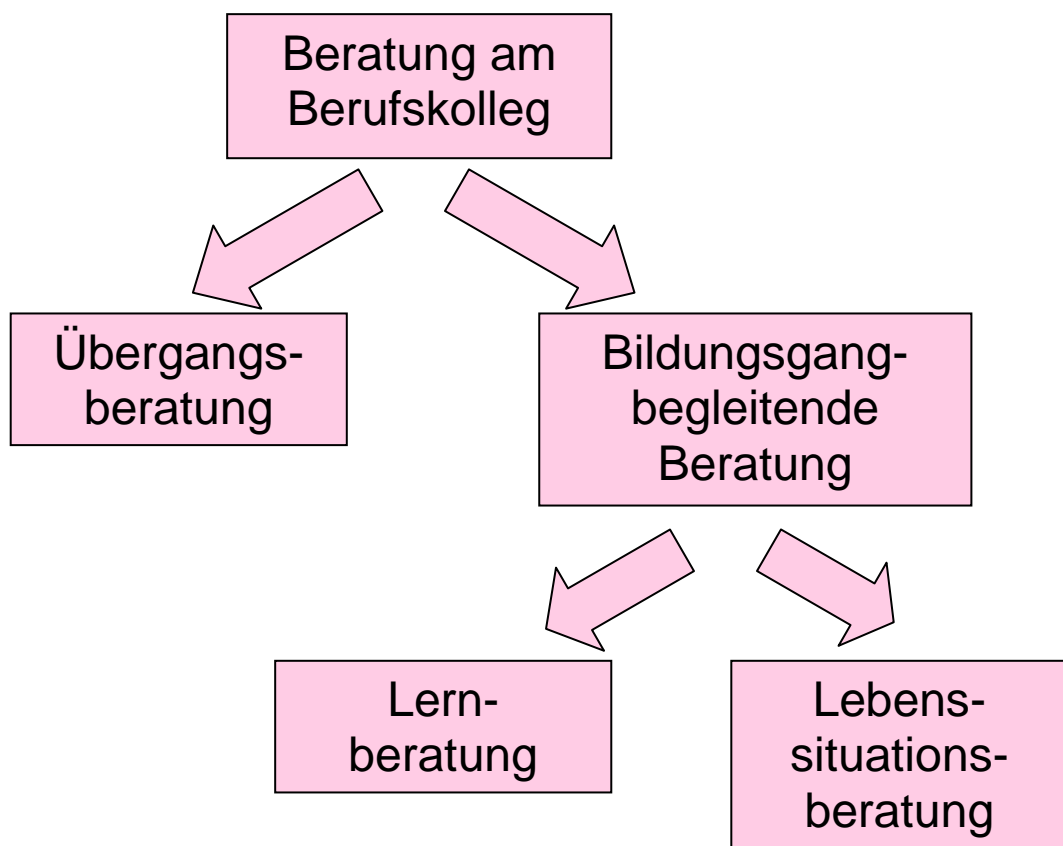 Beratung am
Berufskolleg
Übergangs-
beratung
Bildungsgang-
begleitende
Beratung
Lern-
beratung
Lebens-
situations-
beratung